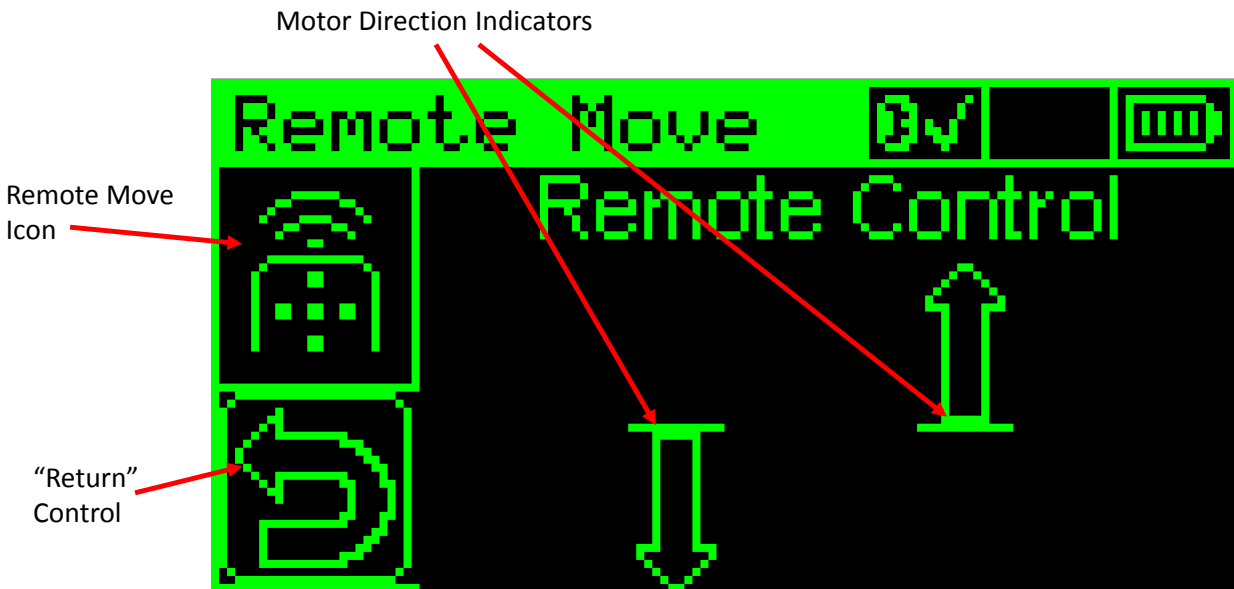 Motor Direction Indicators
Remote Move
Remote Control
Remote Move
Icon
“Return”
Control